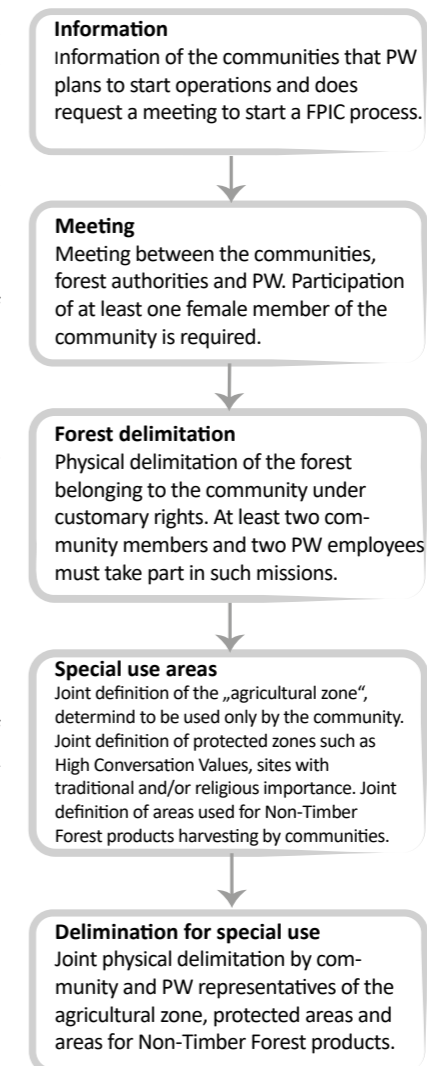 Information
Information of the communities that PW
plans to start operations and does
request a meeting to start a FPIC process.
Meeting
Meeting between the communities,
forest authorities and PW. Participation
of at least one female member of the
community is required.
Forest delimitation
Physical delimitation of the forest
belonging to the community under
customary rights. At least two com-
munity members and two PW employees
must take part in such missions.
Special use areas
Joint definition of the „agricultural zone“,
determind to be used only by the community.
Joint definition of protected zones such as
High Conversation Values, sites with
traditional and/or religious importance. Joint
definition of areas used for Non-Timber
Forest products harvesting by communities.
Delimination for special use
Joint physical delimitation by com-
munity and PW representatives of the
agricultural zone, protected areas and
areas for Non-Timber Forest products.